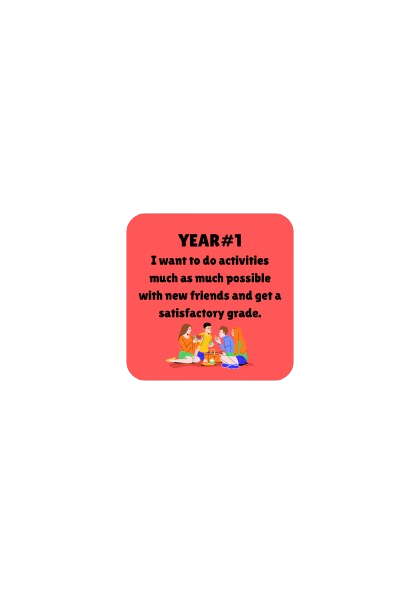 YEAR#1
I want to do activities
much as much possible
with new friends and get a
satisfactory grade.